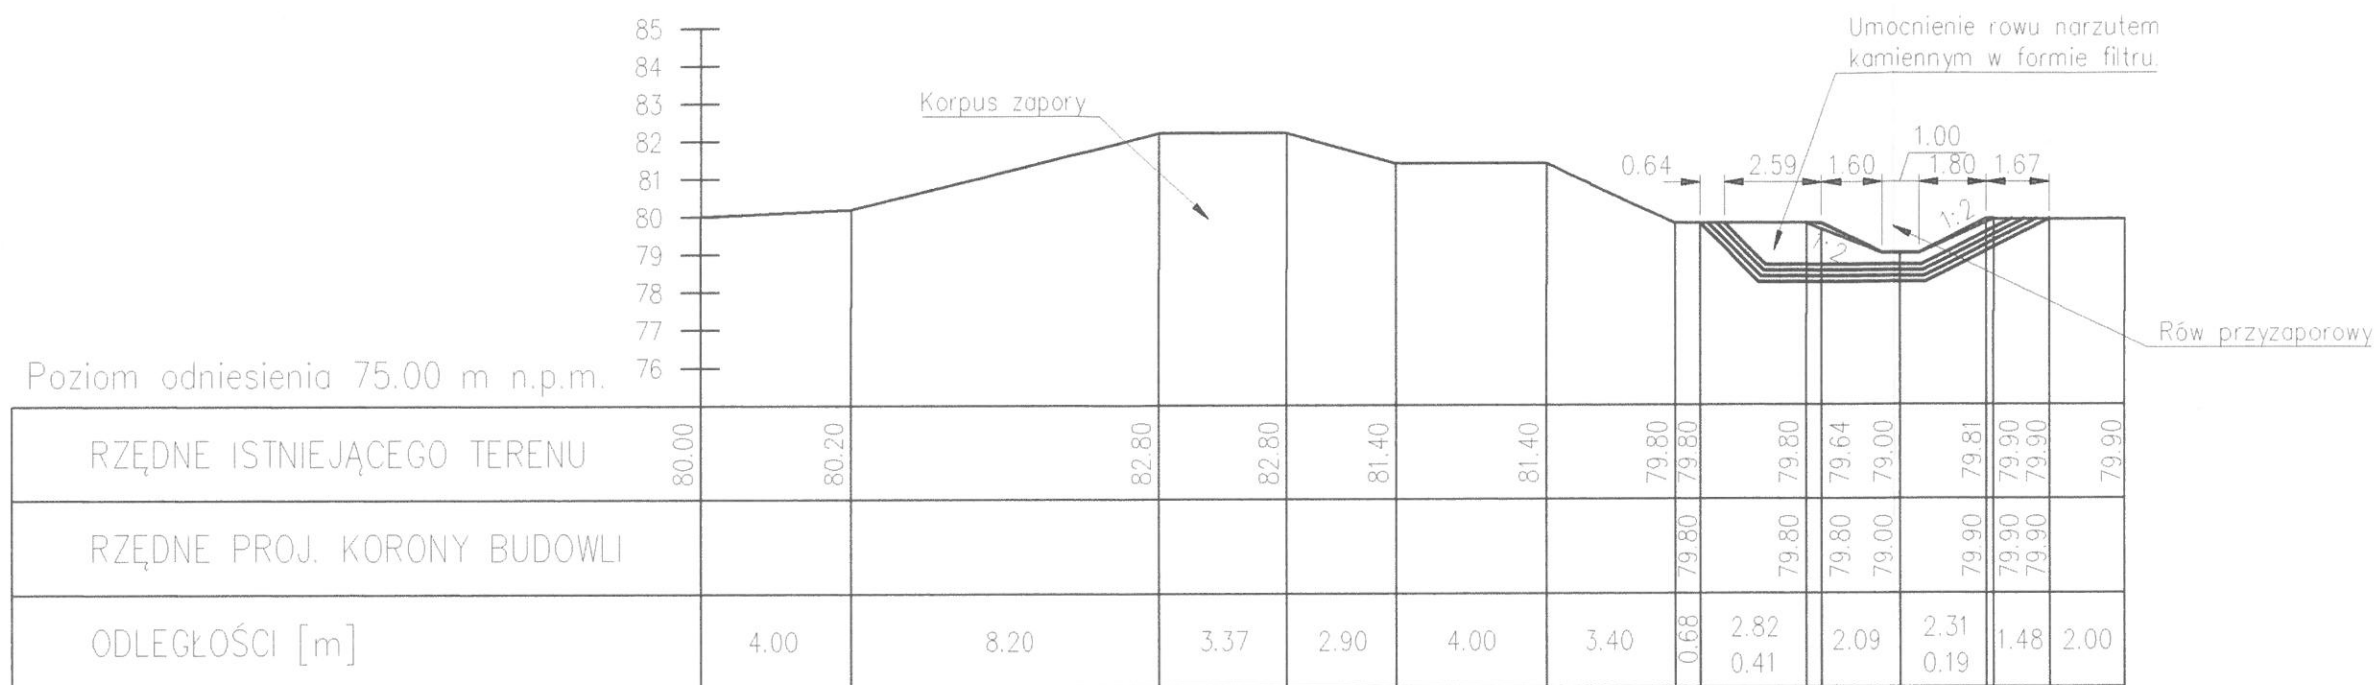 Umocnienie rowu narzutem
kamiennym w formie filtru.
85
84
83
82
81
80
79
78
77
76
Korpus zapory
1.00
0.64 2.59 1.60 1.80 1.67
1:2
1:2
Rów przyzaporowy
Poziom odniesienia 75.00 m n.p.m.
RZĘDNE ISTNIEJĄCEGO TERENU 80.00 80.20 82.80 82.80 81.40 81.40 79.80 79.80 79.80 79.64 79.00 79.81 79.90 79.90 79.90
RZĘDNE PROJ. KORONY BUDOWLI 79.80 79.80 79.80 79.00 79.90 79.90 79.90
ODLEGŁOŚCI [m] 4.00 8.20 3.37 2.90 4.00 3.40 0.68 2.82 2.09 2.31 1.48 2.00
0.41 0.19